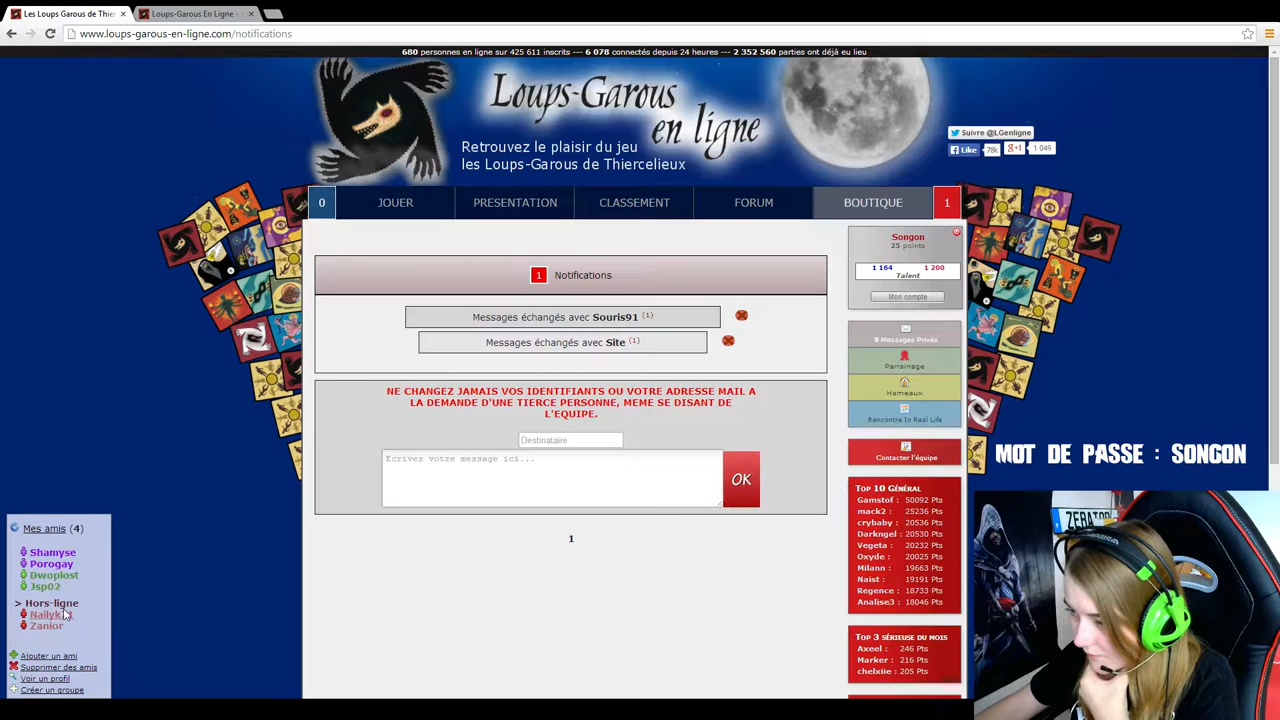 Les Loups Garous de Thier
Loups-Garous En Ligne -
www.loups-garous-en-ligne.com/notifications
680 personnes en ligne sur 425 611 inscrits --- 6 078 connectés depuis 24 heures --- 2 352 560 parties ont déjà eu lieu
Loups-Garous
en ligne
Retrouvez le plaisir du jeu
les Loups-Garous de Thiercelieux
Suivre @LGenligne
Like 78k +1 1 049
0 JOUER PRESENTATION CLASSEMENT FORUM BOUTIQUE 1
1 Notifications
Messages échangés avec Souris91 (1)
Messages échangés avec Site (1)
NE CHANGEZ JAMAIS VOS IDENTIFIANTS OU VOTRE ADRESSE MAIL A
LA DEMANDE D'UNE TIERCE PERSONNE, MEME SE DISANT DE
L'EQUIPE.
Destinataire
Ecrivez votre message ici...
OK
1
Songon
25 points
1 164 1 200
Talent
Mon compte
0 Messages Privés
Parrainage
Hameaux
Rencontre In Real Life
Contacter l'équipe
MOT DE PASSE : SONGON
TOP 10 GÉNÉRAL
Gamstof : 50092 Pts
mack2 : 25236 Pts
crybaby : 20536 Pts
Darkngel : 20530 Pts
Vegeta : 20232 Pts
Oxyde : 20025 Pts
Milann : 19663 Pts
Naist : 19191 Pts
Regence : 18733 Pts
Analise3 : 18046 Pts
TOP 3 SÉRIEUSE DU MOIS
Axeel : 246 Pts
Marker : 216 Pts
chelxiie : 205 Pts
Mes amis (4)
Shamyse
Porogay
Dwoplost
Jsp02
> Hors-ligne
Zanior
Ajouter un ami
Supprimer des amis
Voir un profil
Créer un groupe
ZERATOR